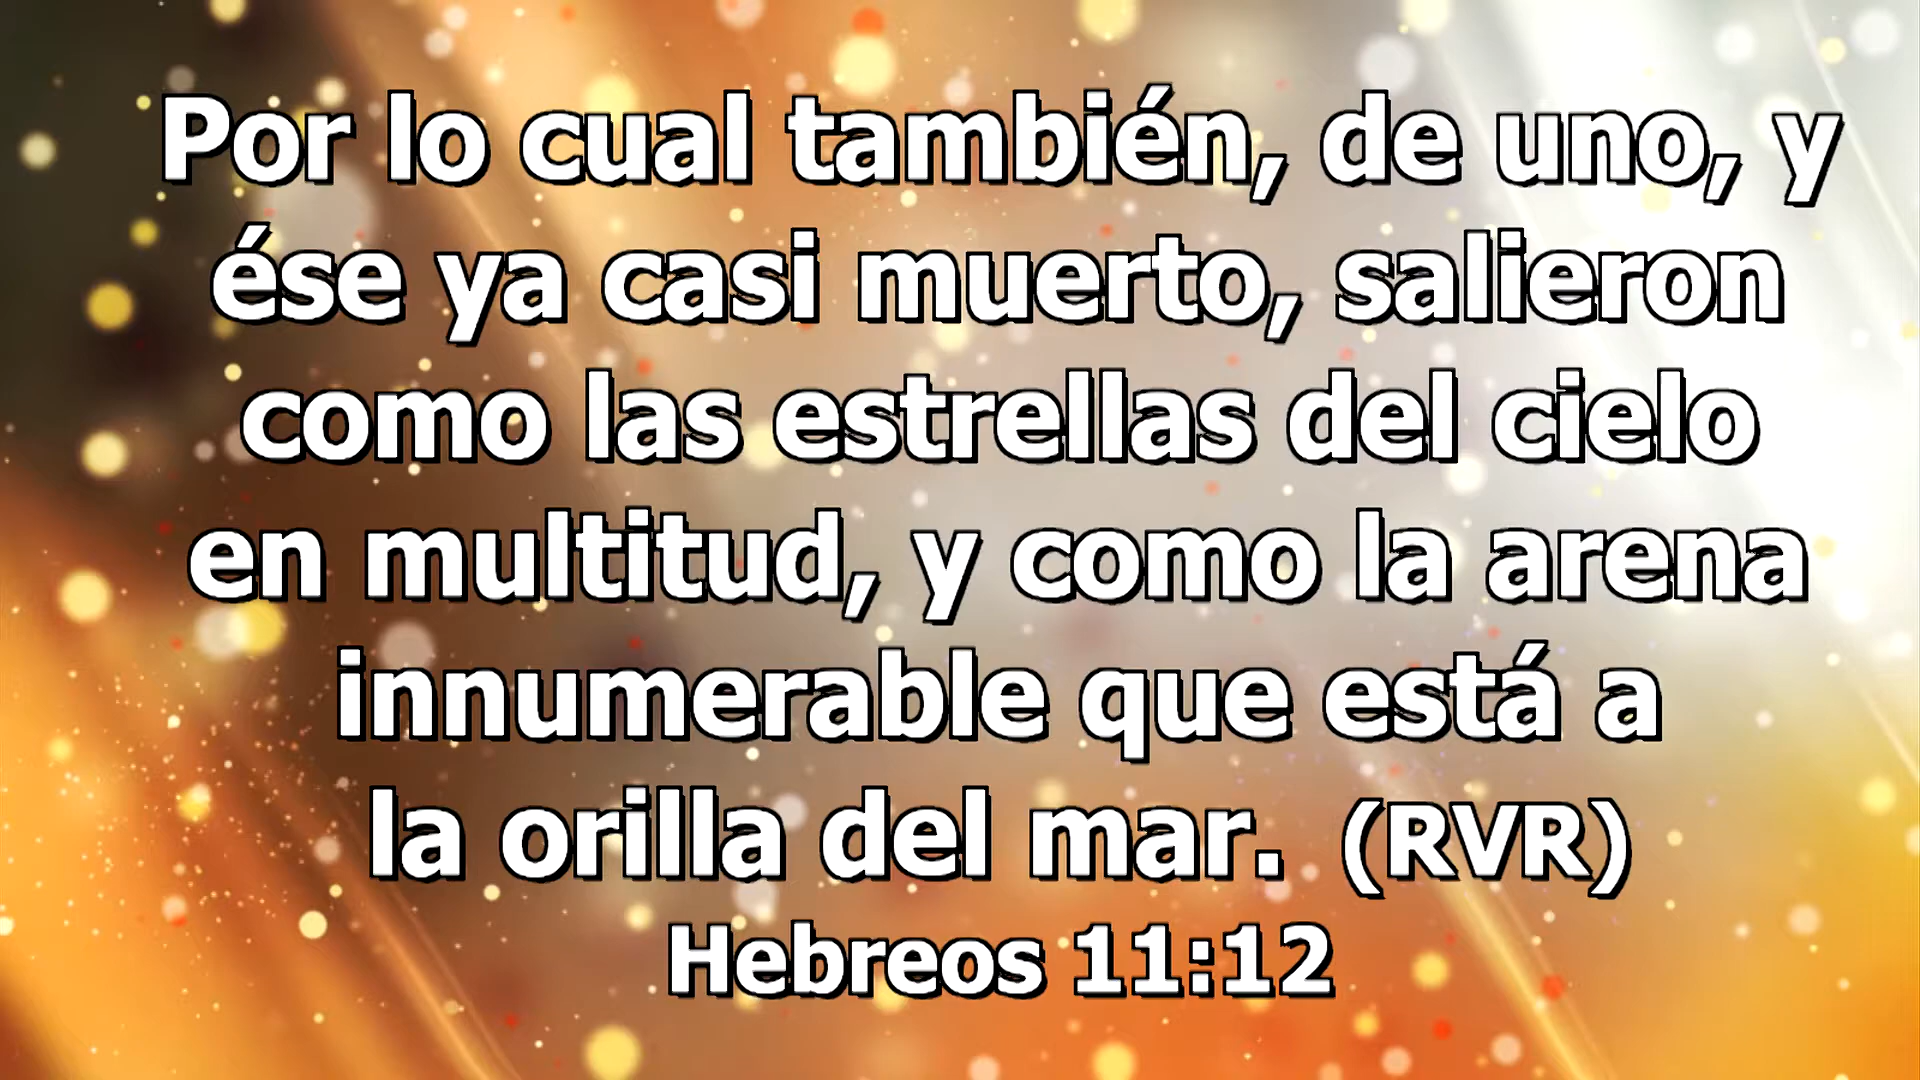 Por lo cual también, de uno, y
ése ya casi muerto, salieron
como las estrellas del cielo
en multitud, y como la arena
innumerable que está a
la orilla del mar. (RVR)
Hebreos 11:12